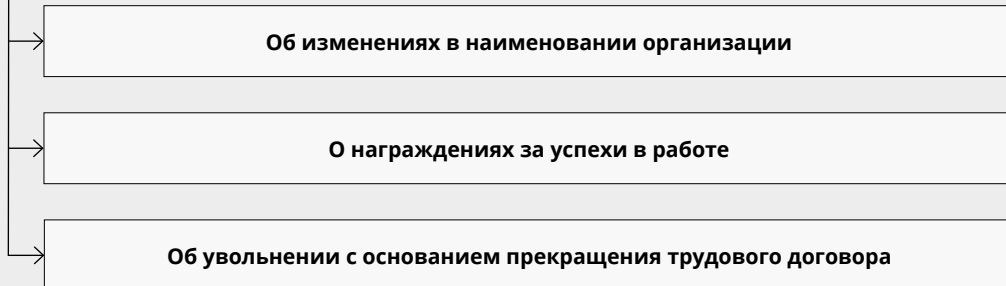 Об изменениях в наименовании организации
О награждениях за успехи в работе
Об увольнении с основанием прекращения трудового договора